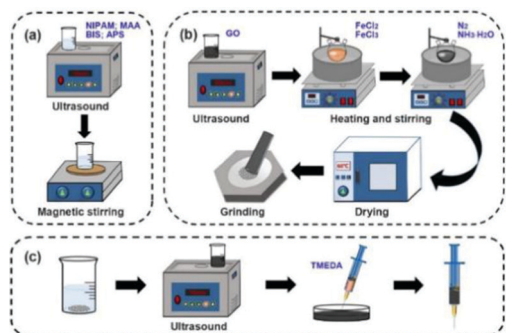 (a)
NIPAM; MAA
BIS; APS
Ultrasound
Magnetic stirring
(b)
GO
Ultrasound
FeCl2
FeCl3
N2
NH3·H2O
Heating and stirring
Grinding
Drying
(c)
Ultrasound
TMEDA